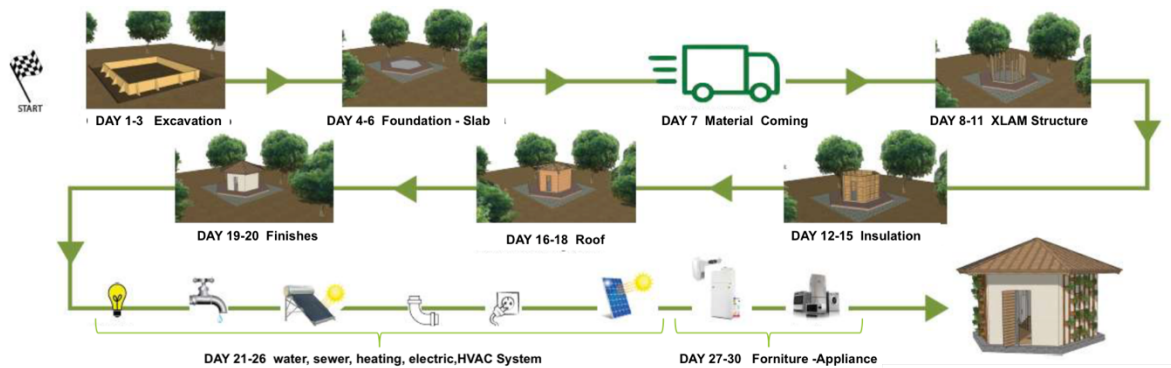 START
DAY 1-3 Excavation
DAY 4-6 Foundation - Slab
DAY 7 Material Coming
DAY 8-11 XLAM Structure
DAY 19-20 Finishes
DAY 16-18 Roof
DAY 12-15 Insulation
DAY 21-26 water, sewer, heating, electric,HVAC System
DAY 27-30 Forniture -Appliance